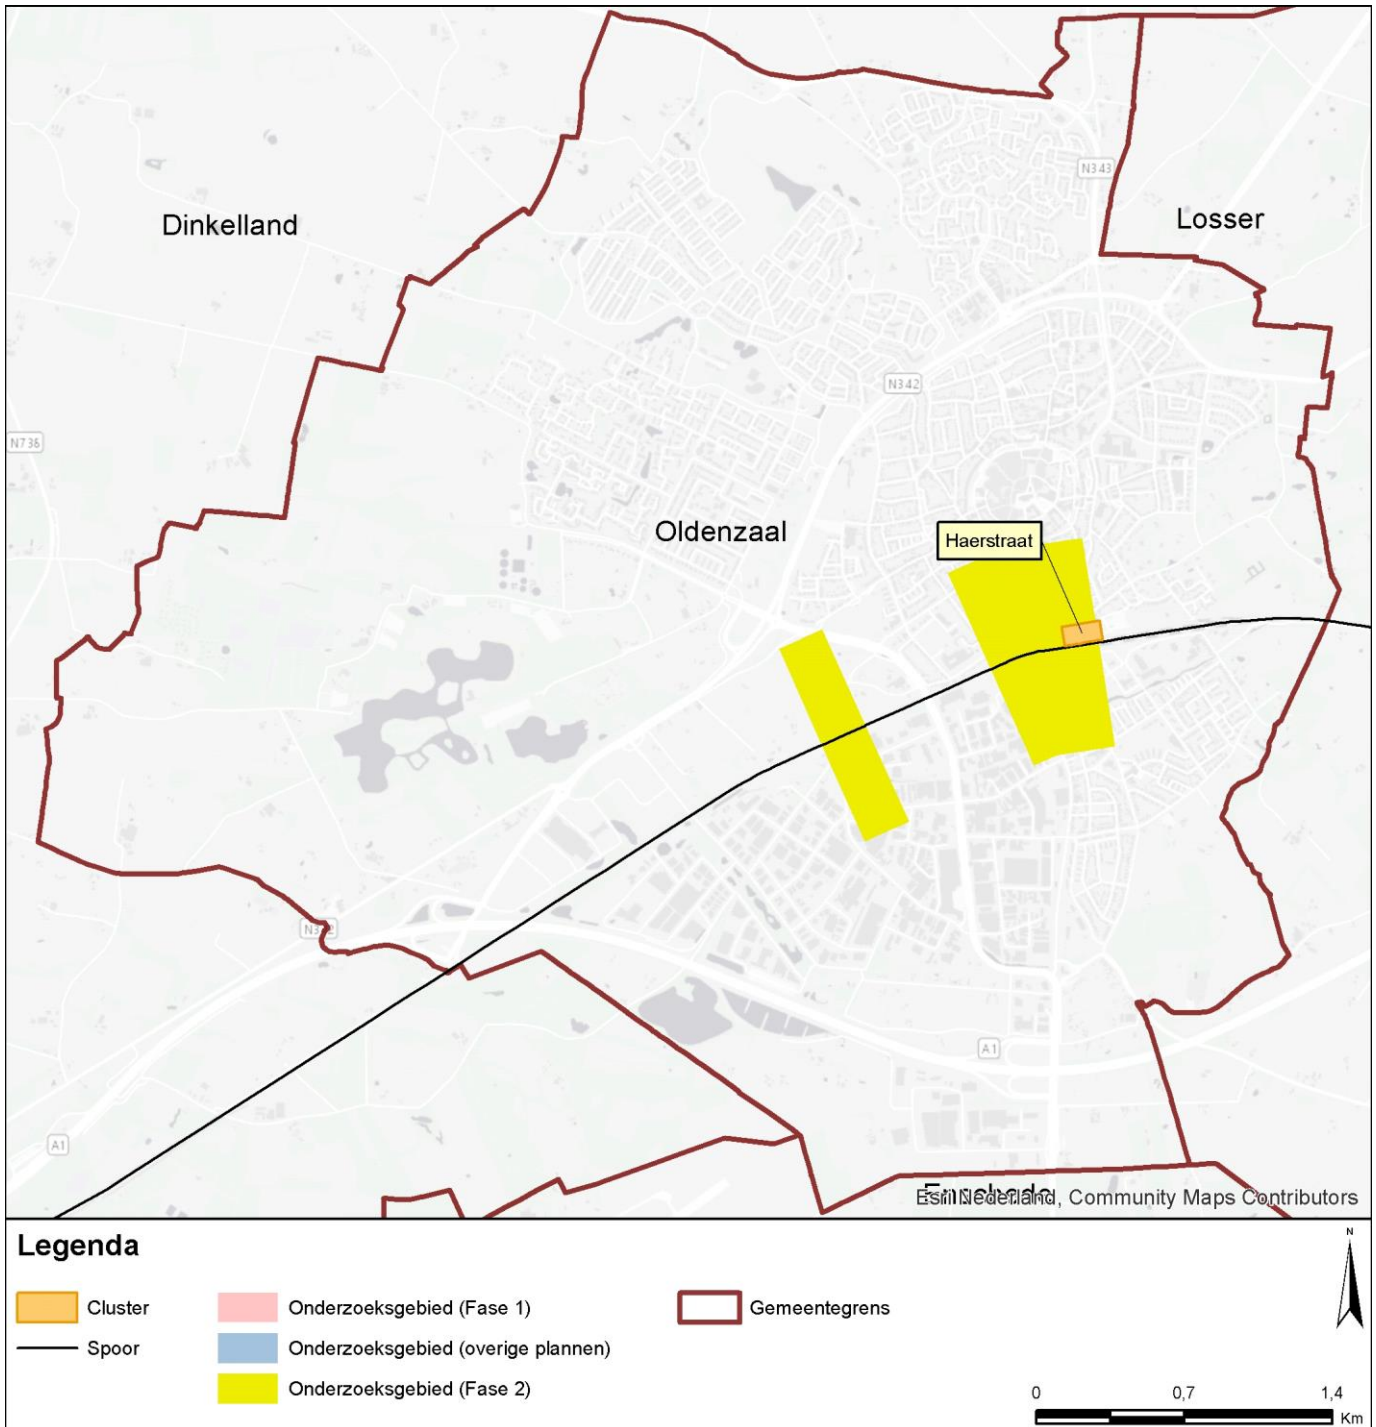 N343
Dinkelland
Losser
N342
N736
Oldenzaal
Haerstraat
A1
A1
Esri Nederland, Community Maps Contributors
Legenda
Cluster
Spoor
Onderzoeksgebied (Fase 1)
Onderzoeksgebied (overige plannen)
Onderzoeksgebied (Fase 2)
Gemeentegrens
N
0 0,7 1,4
Km